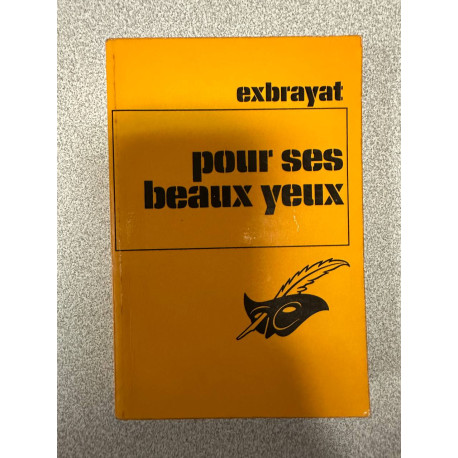 exbrayat
pour ses
beaux yeux